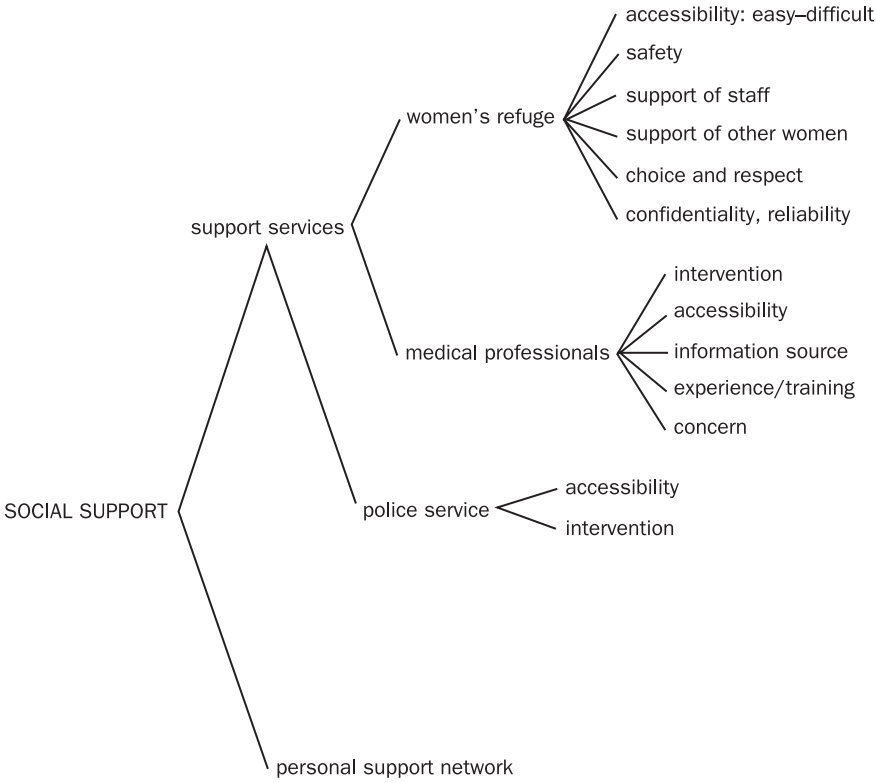 accessibility: easy–difficult
safety
support of staff
women's refuge
support of other women
choice and respect
confidentiality, reliability
support services
intervention
accessibility
medical professionals
information source
experience/training
concern
accessibility
SOCIAL SUPPORT
police service
intervention
personal support network